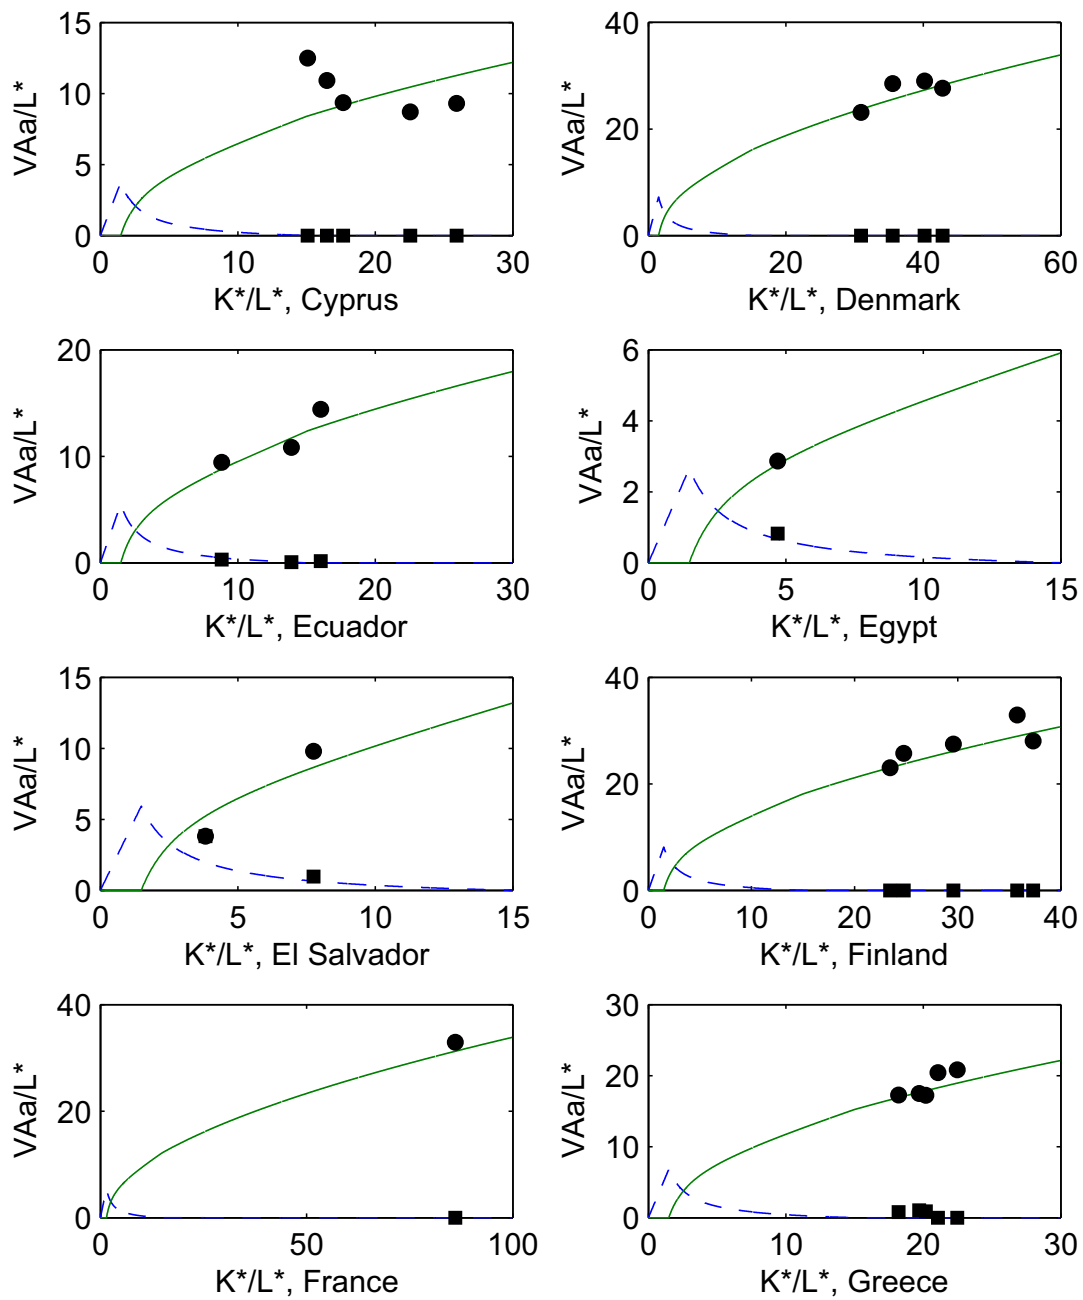 15
10
5
0
VAa/L*
0 10 20 30
K*/L*, Cyprus
40
20
0
VAa/L*
0 20 40 60
K*/L*, Denmark
20
10
0
VAa/L*
0 10 20 30
K*/L*, Ecuador
6
4
2
0
VAa/L*
0 5 10 15
K*/L*, Egypt
15
10
5
0
VAa/L*
0 5 10 15
K*/L*, El Salvador
40
20
0
VAa/L*
0 10 20 30 40
K*/L*, Finland
40
20
0
VAa/L*
0 50 100
K*/L*, France
30
20
10
0
VAa/L*
0 10 20 30
K*/L*, Greece